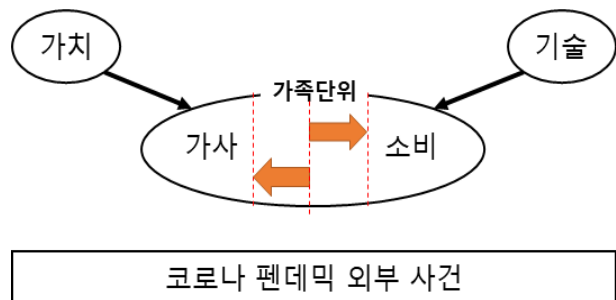 가치
기술
가족단위
가사
소비
코로나 펜데믹 외부 사건